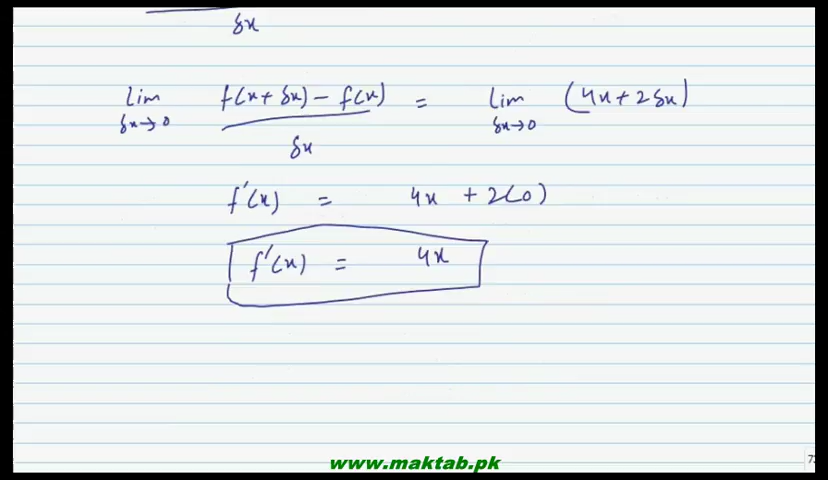 δx
lim f(x + δx) - f(x) = lim (4x + 2δx)
δx→0 δx δx→0
f'(x) = 4x + 2(0)
f'(x) = 4x
www.maktab.pk